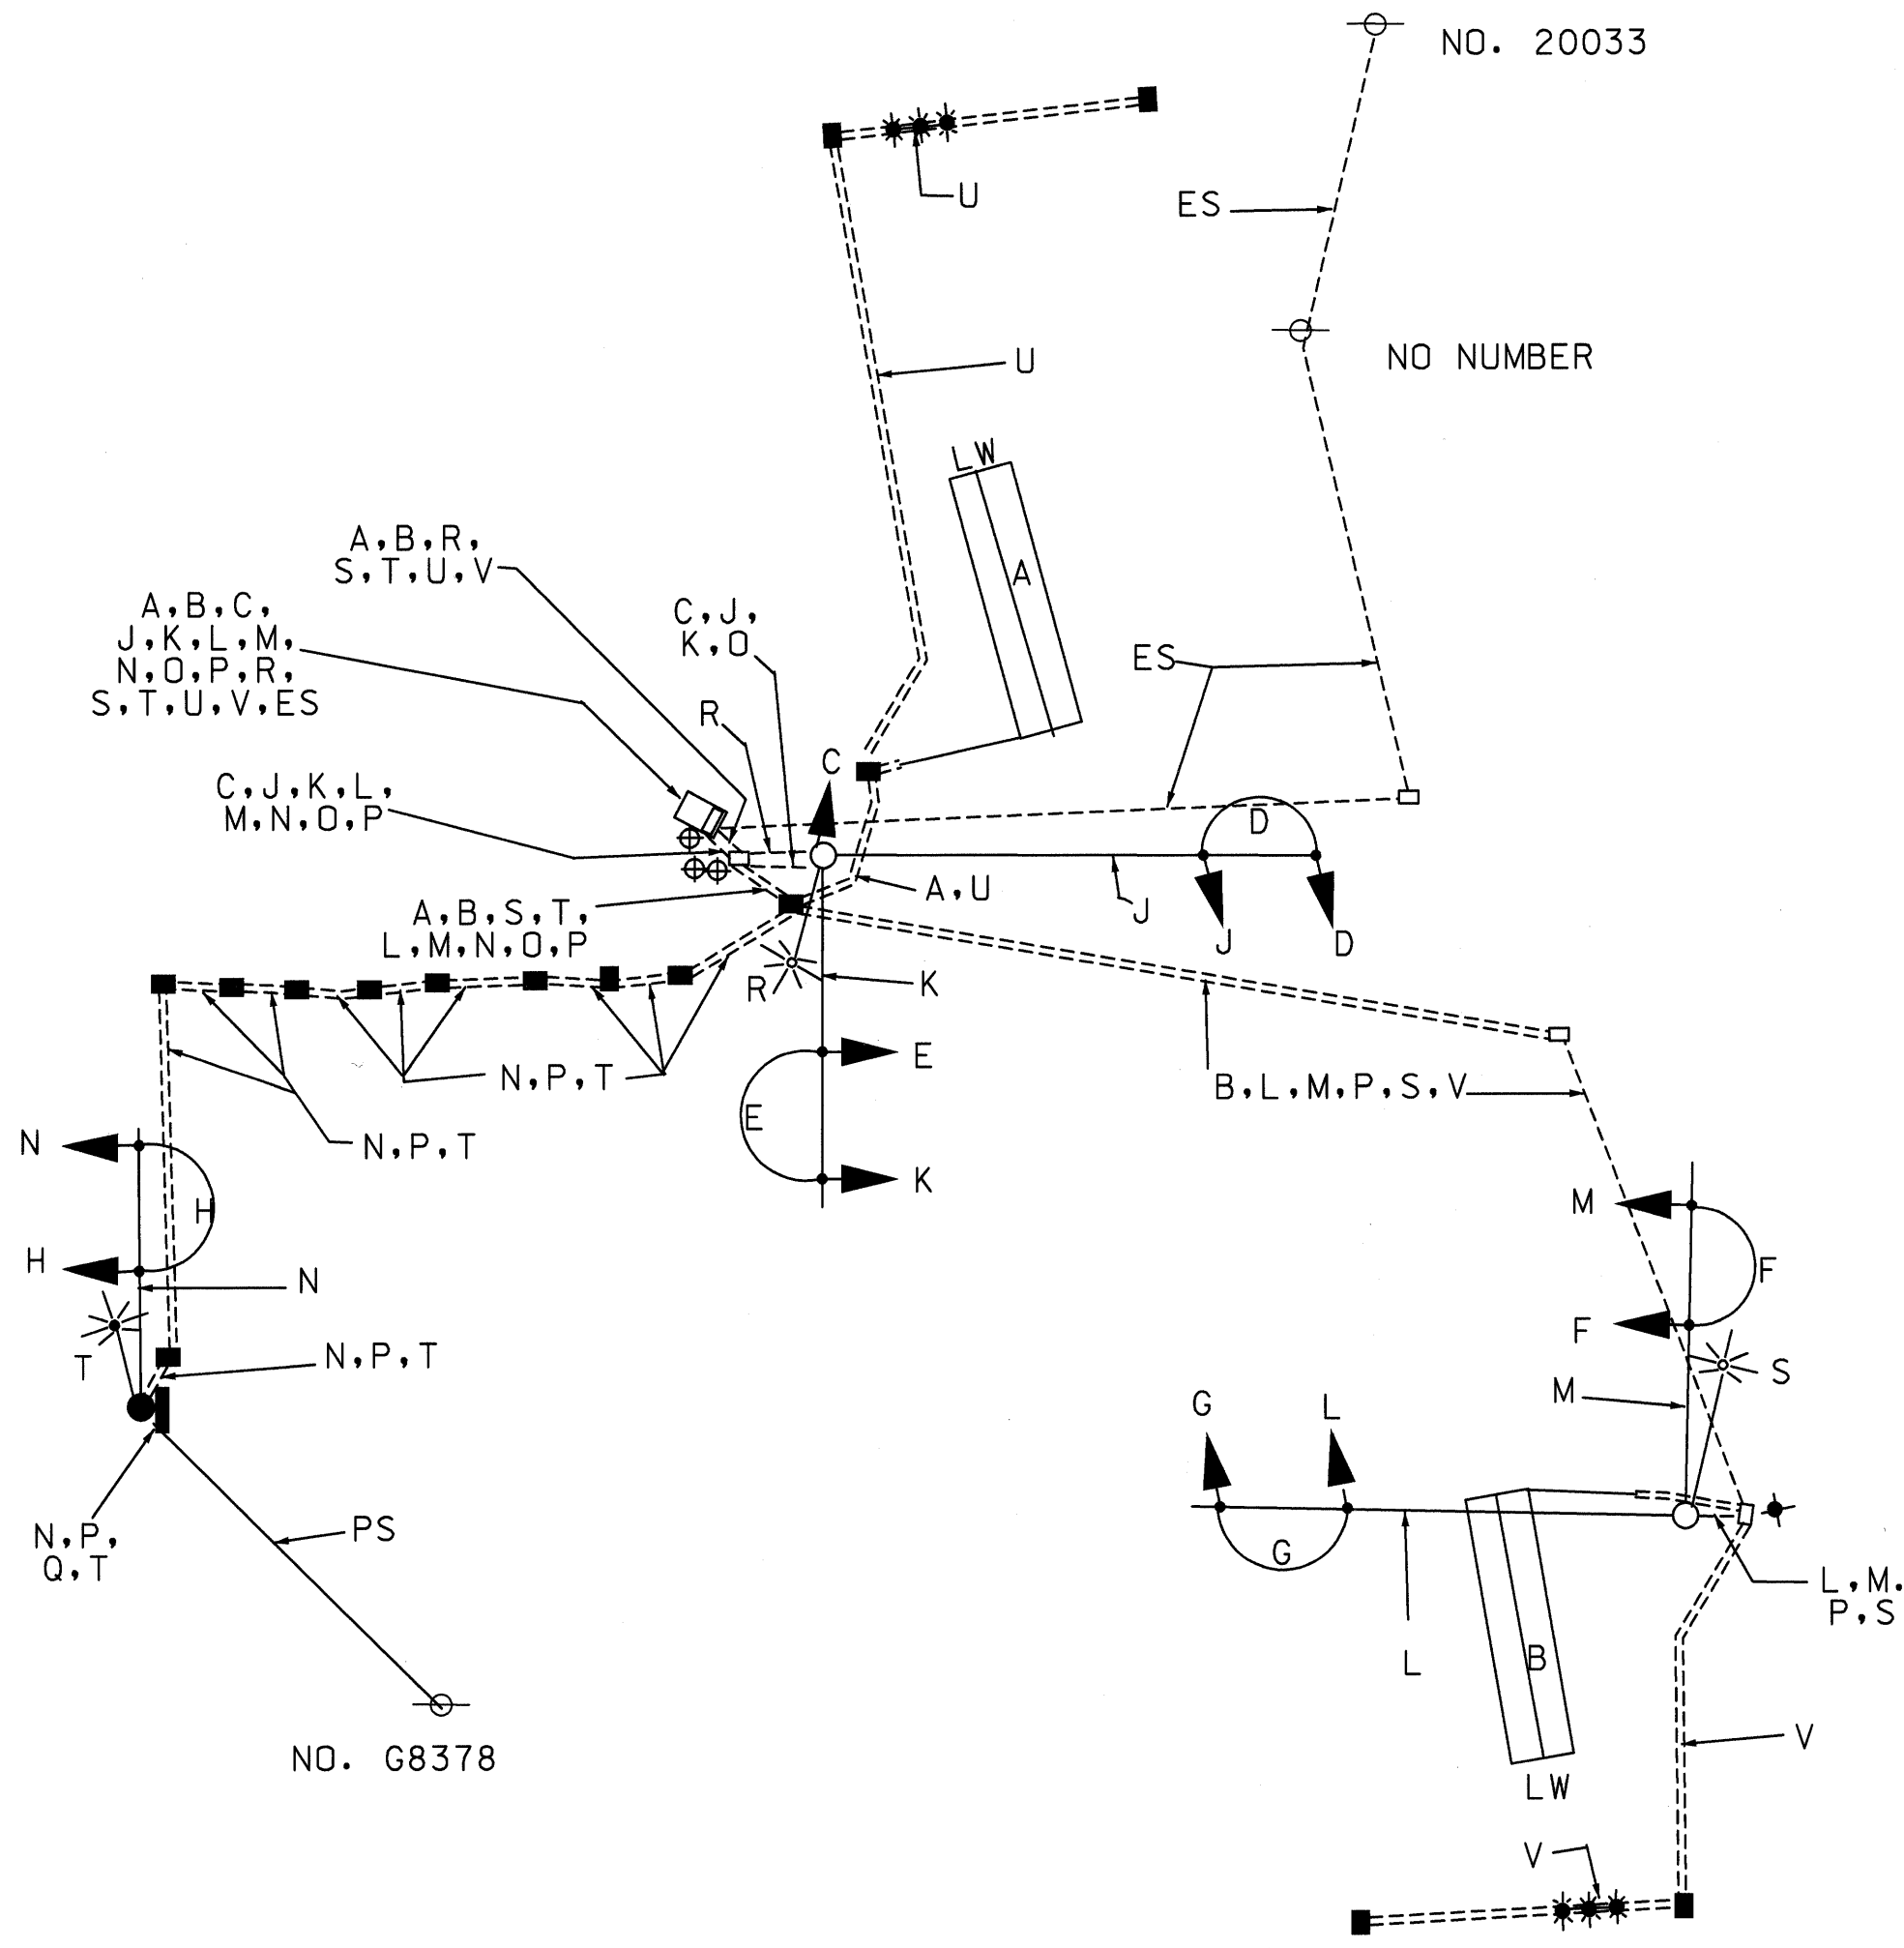 NO. 20033
U
ES
U
NO NUMBER
LW
A
A,B,R,
S,T,U,V
A,B,C,
J,K,L,M,
N,O,P,R,
S,T,U,V,ES
C,J,
K,O
ES
R
C
C,J,K,L,
M,N,O,P
D
A,U
J
J
D
A,B,S,T,
L,M,N,O,P
R
K
E
N,P,T
B,L,M,P,S,V
E
N
N,P,T
K
H
M
H
N
F
F
T
N,P,T
S
M
G
L
N,P,
Q,T
PS
G
L,M.
P,S
L
B
NO. G8378
V
LW
V